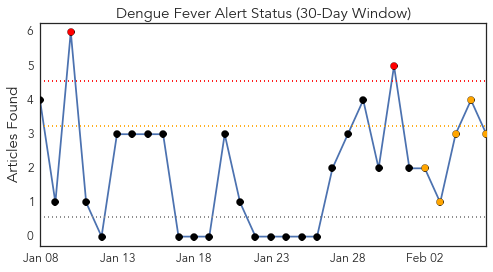 Dengue Fever Alert Status (30-Day Window)
Articles Found
6
5
4
3
2
1
0
Jan 08
Jan 13
Jan 18
Jan 23
Jan 28
Feb 02